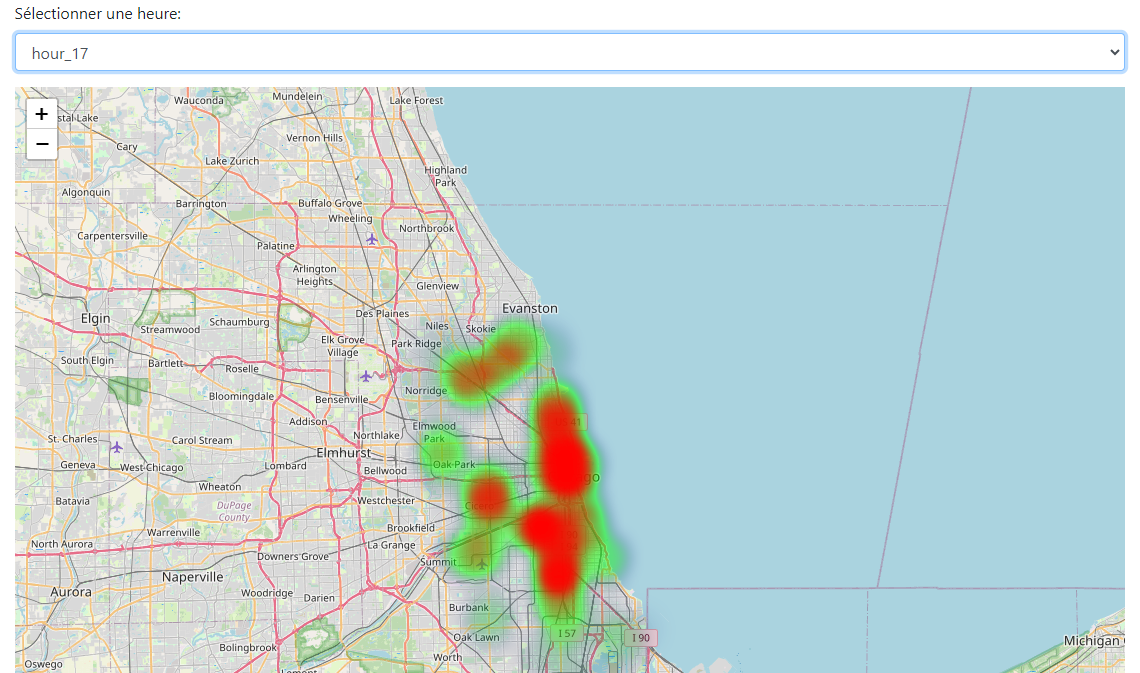 Sélectionner une heure:
hour_17
+
−
Wauconda
Mundelein
Lake Forest
stal Lake
Cary
Vernon Hills
Lake Zurich
Highland
Park
Algonquin
Barrington
Buffalo Grove
Wheeling
Northbrook
Carpentersville
Palatine
Arlington
Heights
Glenview
Evanston
Elgin
Streamwood
Schaumburg
Des Plaines
Niles
Skokie
Elk Grove
Village
Park Ridge
South Elgin
Bartlett
Roselle
Norridge
Bloomingdale
Bensenville
Addison
Elmwood
Park
41
St. Charles
Carol Stream
Northlake
Elmhurst
Geneva
West Chicago
Lombard
Bellwood
Oak Park
go
Wheaton
Batavia
DuPage
County
Westchester
Warrenville
Brookfield
North Aurora
La Grange
Downers Grove
Summit
Naperville
Aurora
Woodridge
Darien
Burbank
I 57
I 90
Oak Lawn
Michigan
Bolingbrook
Worth
Oswego
Lemont